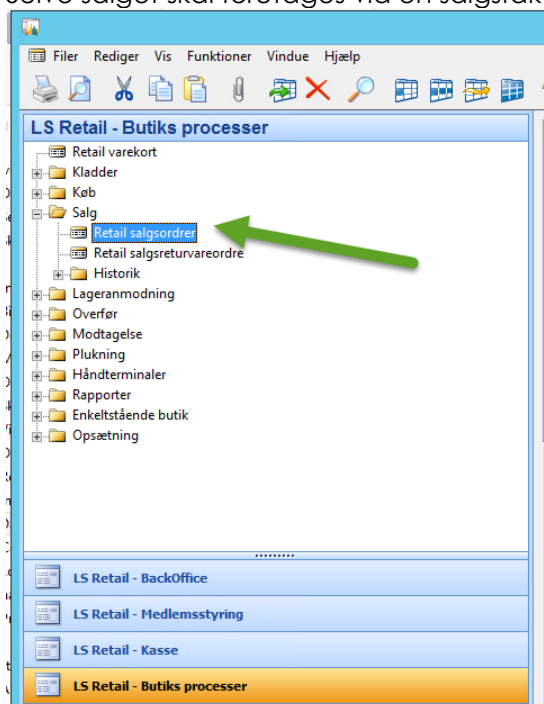 Filer Rediger Vis Funktioner Vindue Hjælp
LS Retail - Butiks processer
Retail varekort
Kladder
Køb
Salg
Retail salgsordrer
Retail salgsreturvareordre
Historik
Lageranmodning
Overfør
Modtagelse
Plukning
Håndterminaler
Rapporter
Enkeltstående butik
Opsætning
LS Retail - BackOffice
LS Retail - Medlemsstyring
LS Retail - Kasse
LS Retail - Butiks processer